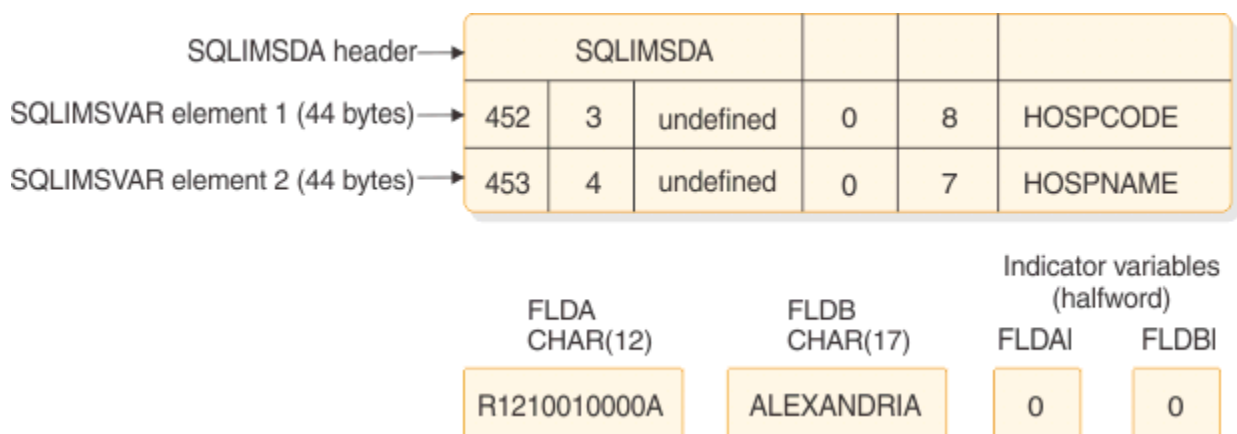 SQLIMSDA header SQLIMSDA
SQLIMSVAR element 1 (44 bytes) 452 3 undefined 0 8 HOSPCODE
SQLIMSVAR element 2 (44 bytes) 453 4 undefined 0 7 HOSPNAME
Indicator variables
(halfword)
FLDA FLDB
CHAR(12) CHAR(17) FLDAI FLDBI
R1210010000A ALEXANDRIA 0 0